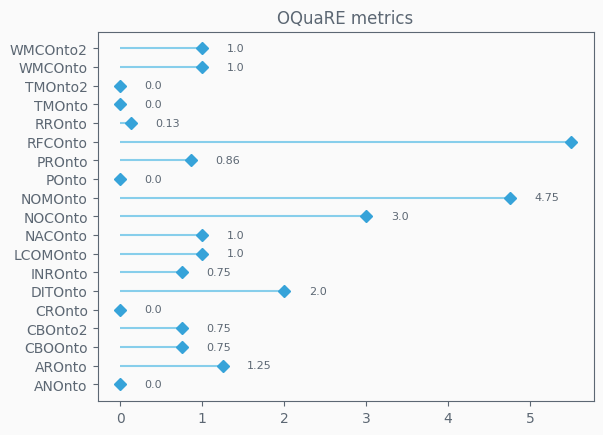 OQuaRE metrics
WMCOnto2 1.0
WMCOnto 1.0
TMOnto2 0.0
TMOnto 0.0
RROnto 0.13
RFCOnto
PROnto 0.86
POnto 0.0
NOMOnto 4.75
NOCOnto 3.0
NACOnto 1.0
LCOMOnto 1.0
INROnto 0.75
DITOnto 2.0
CROnto 0.0
CBOnto2 0.75
CBOOnto 0.75
AROnto 1.25
ANOnto 0.0
0 1 2 3 4 5